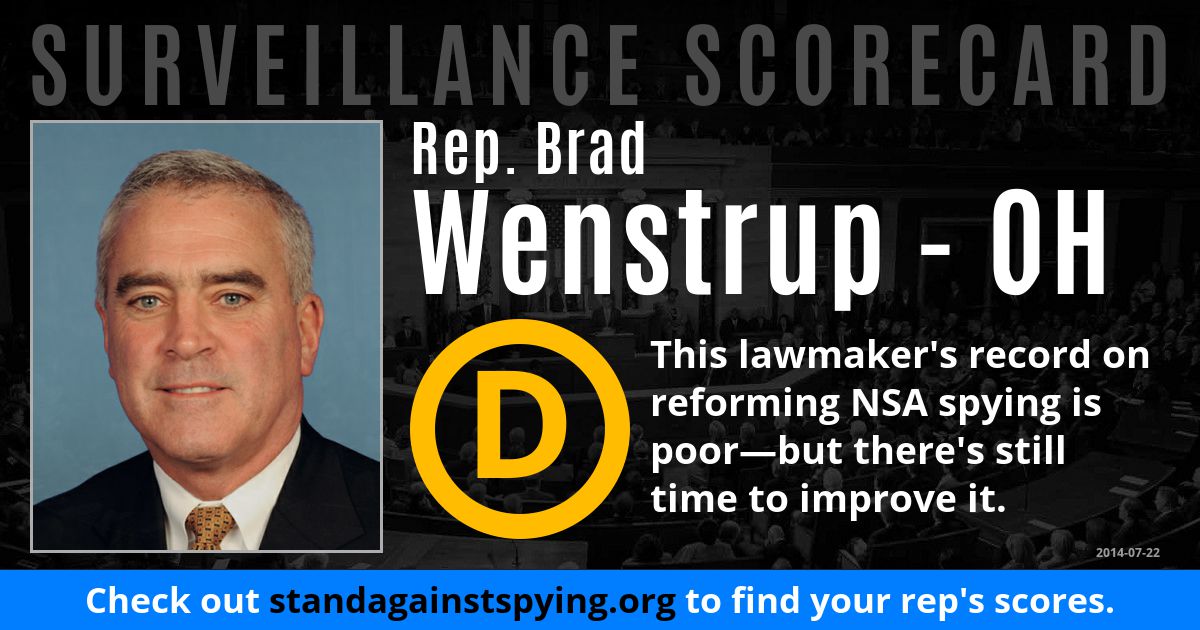 SURVEILLANCE SCORECARD
Rep. Brad
Wenstrup - OH
D
This lawmaker's record on
reforming NSA spying is
poor—but there's still
time to improve it.
2014-07-22
Check out standagainstspying.org to find your rep's scores.